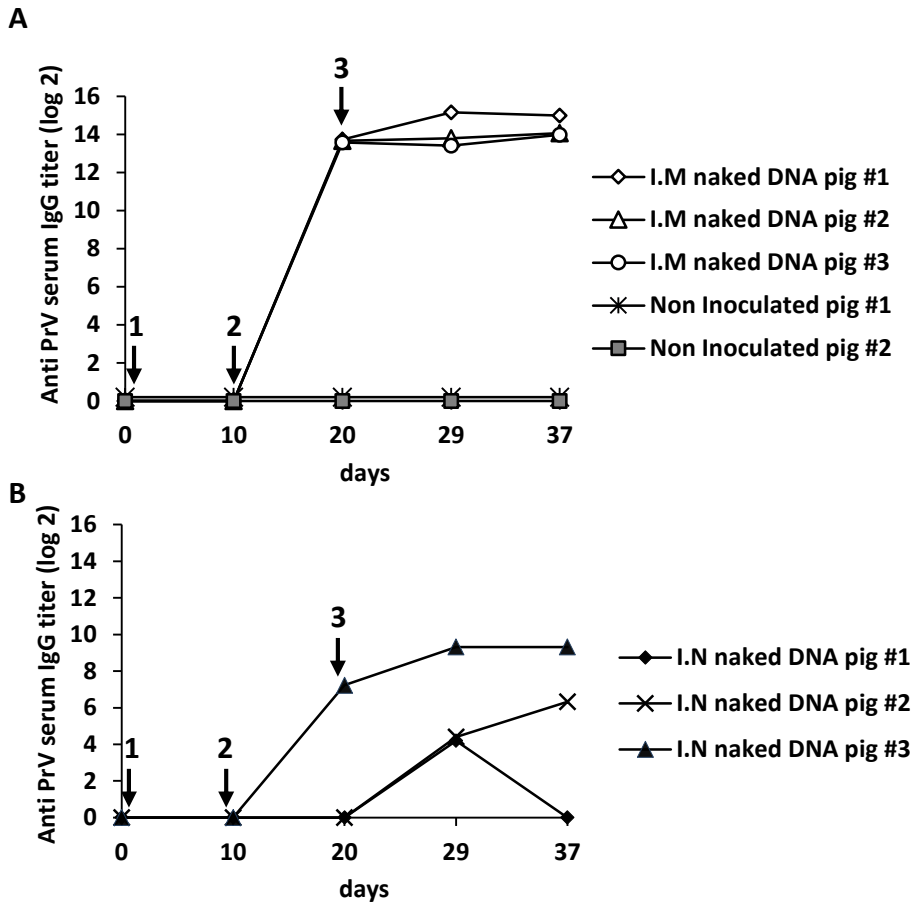 A
Anti PrV serum IgG titer (log 2)
16
14
12
10
8
6
4
2
0
1
2
3
0 10 20 29 37
days
I.M naked DNA pig #1
I.M naked DNA pig #2
I.M naked DNA pig #3
Non Inoculated pig #1
Non Inoculated pig #2
B
Anti PrV serum IgG titer (log 2)
16
14
12
10
8
6
4
2
0
1
2
3
0 10 20 29 37
days
I.N naked DNA pig #1
I.N naked DNA pig #2
I.N naked DNA pig #3